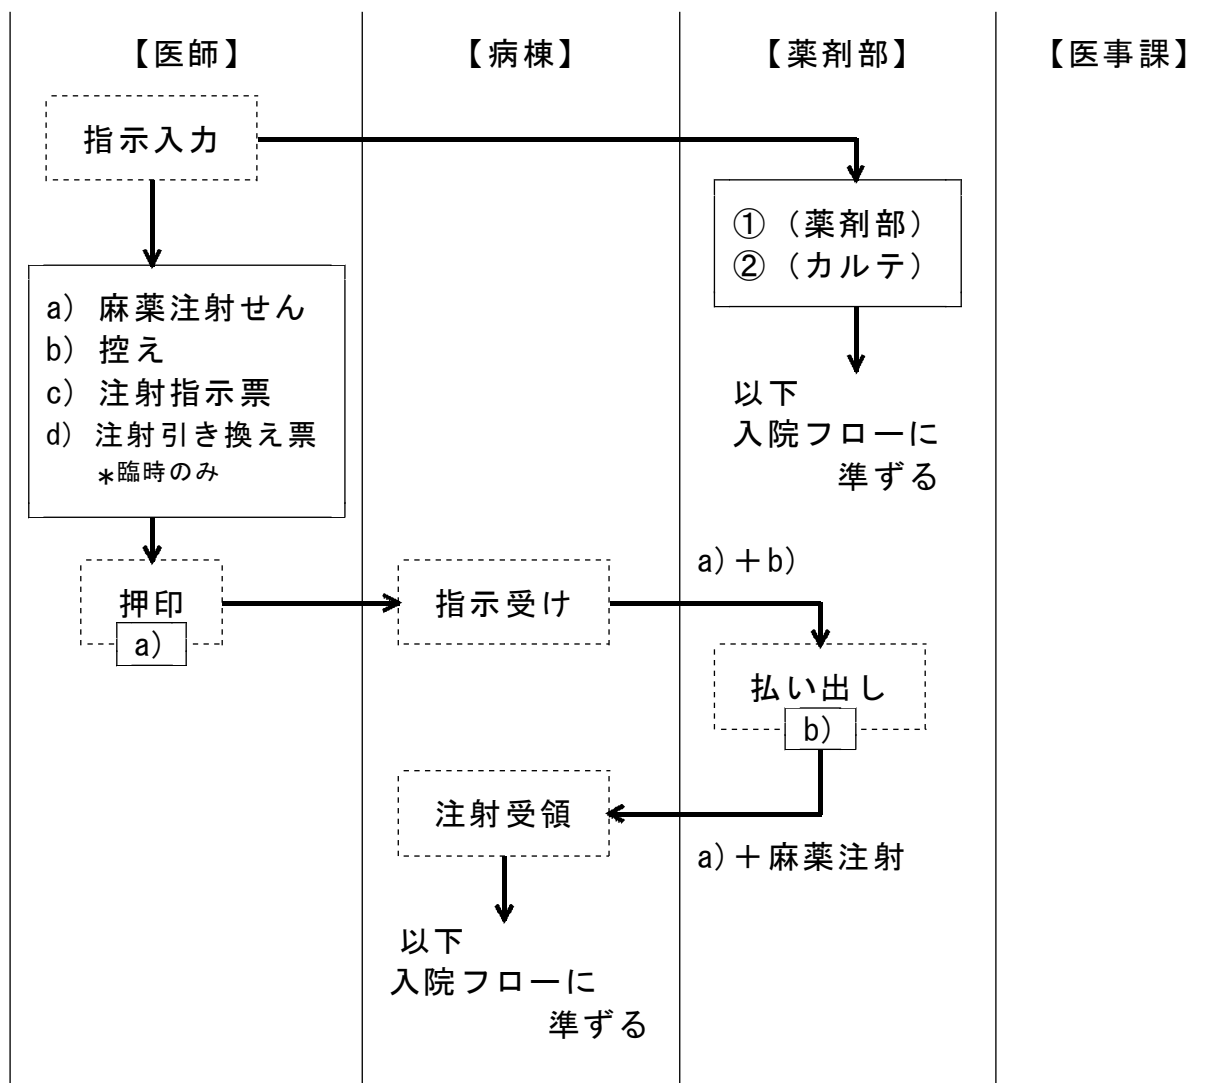 【医師】
【病棟】
【薬剤部】
【医事課】
指示入力
①（薬剤部）
②（カルテ）
以下
入院フローに
準ずる
a) 麻薬注射せん
b) 控え
c) 注射指示票
d) 注射引き換え票
*臨時のみ
押印
a)
指示受け
a)＋b)
払い出し
b)
注射受領
a)＋麻薬注射
以下
入院フローに
準ずる